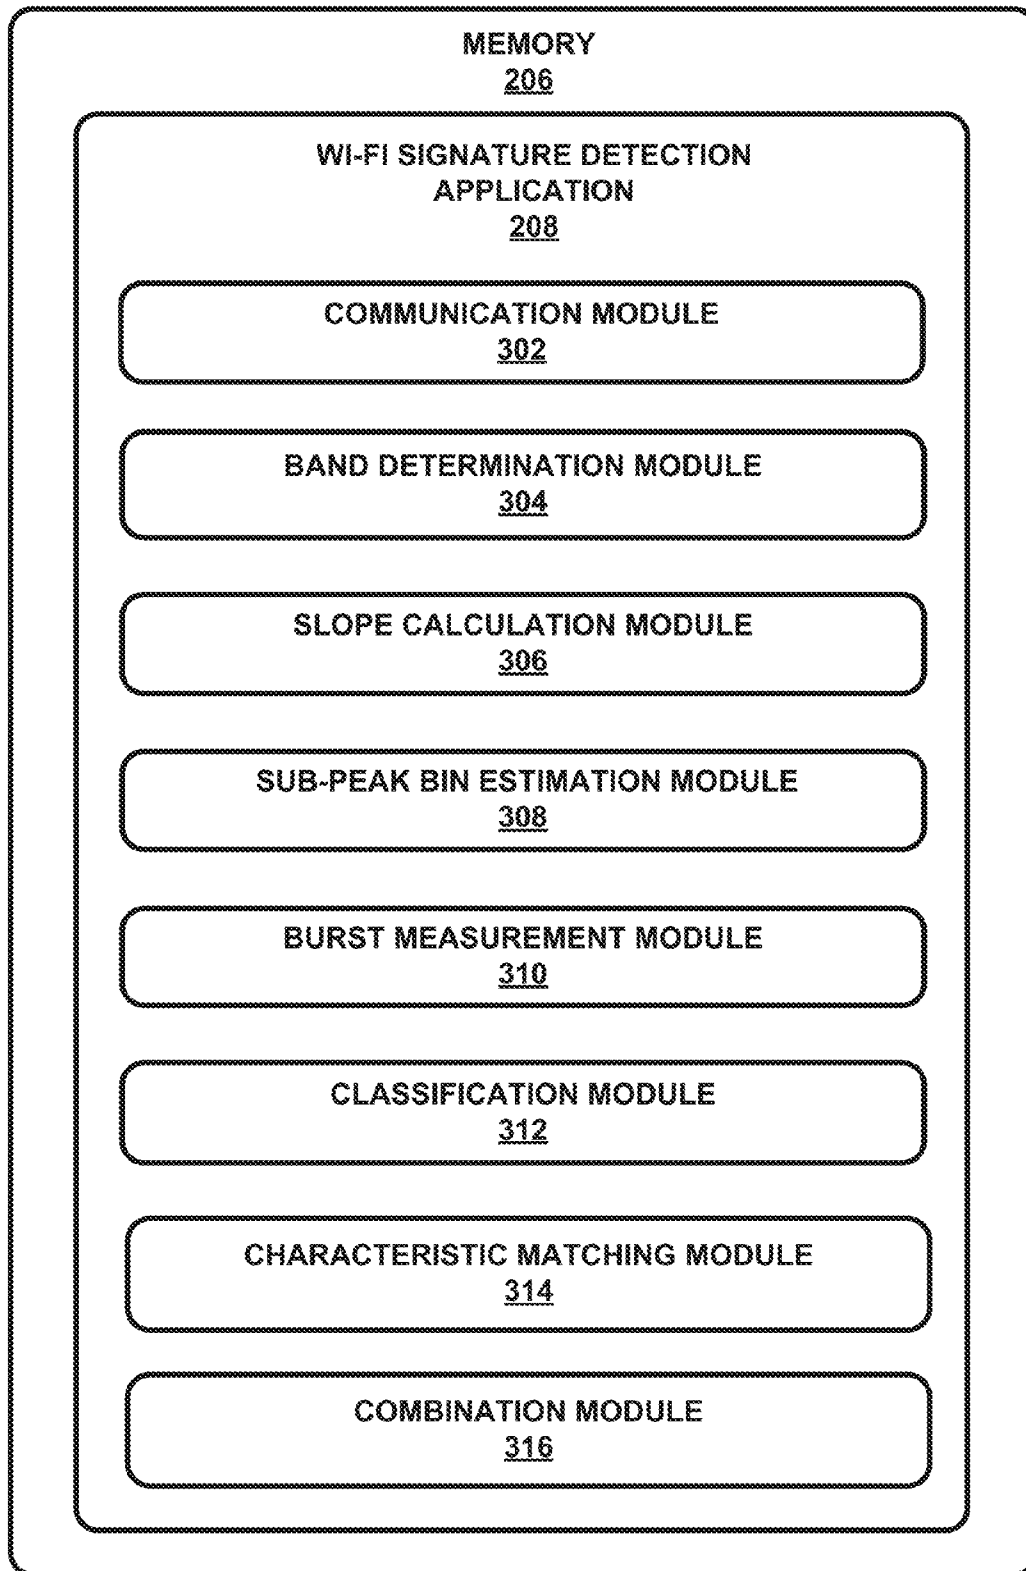 MEMORY
206
WI-FI SIGNATURE DETECTION
APPLICATION
208
COMMUNICATION MODULE
302
BAND DETERMINATION MODULE
304
SLOPE CALCULATION MODULE
306
SUB-PEAK BIN ESTIMATION MODULE
308
BURST MEASUREMENT MODULE
310
CLASSIFICATION MODULE
312
CHARACTERISTIC MATCHING MODULE
314
COMBINATION MODULE
316